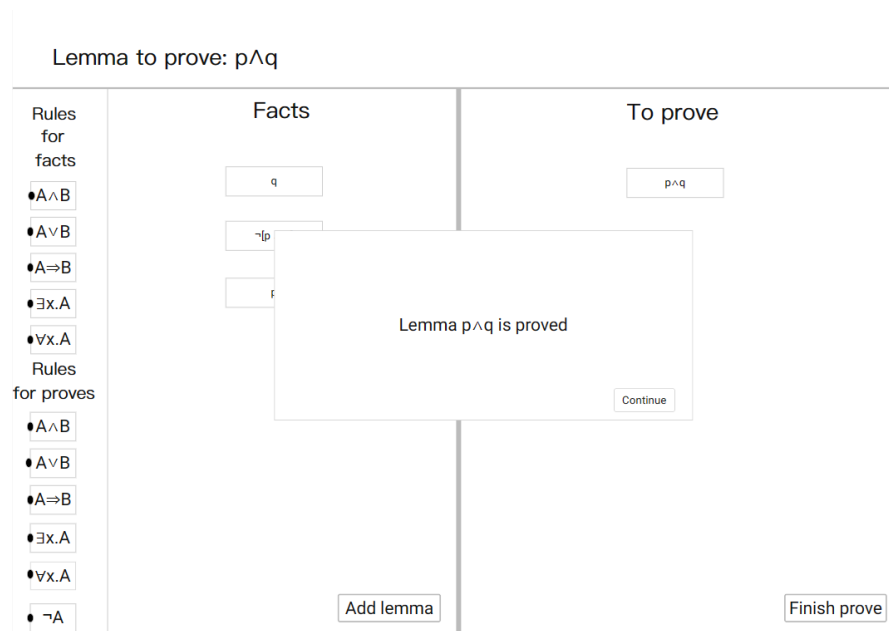 Lemma to prove: p∧q
Rules
for
facts
A∧B
A∨B
A⇒B
∃x.A
∀x.A
Rules
for proves
A∧B
A∨B
A⇒B
∃x.A
∀x.A
¬A
Facts
q
¬[p
Add lemma
To prove
p∧q
Lemma p∧q is proved
Continue
Finish prove